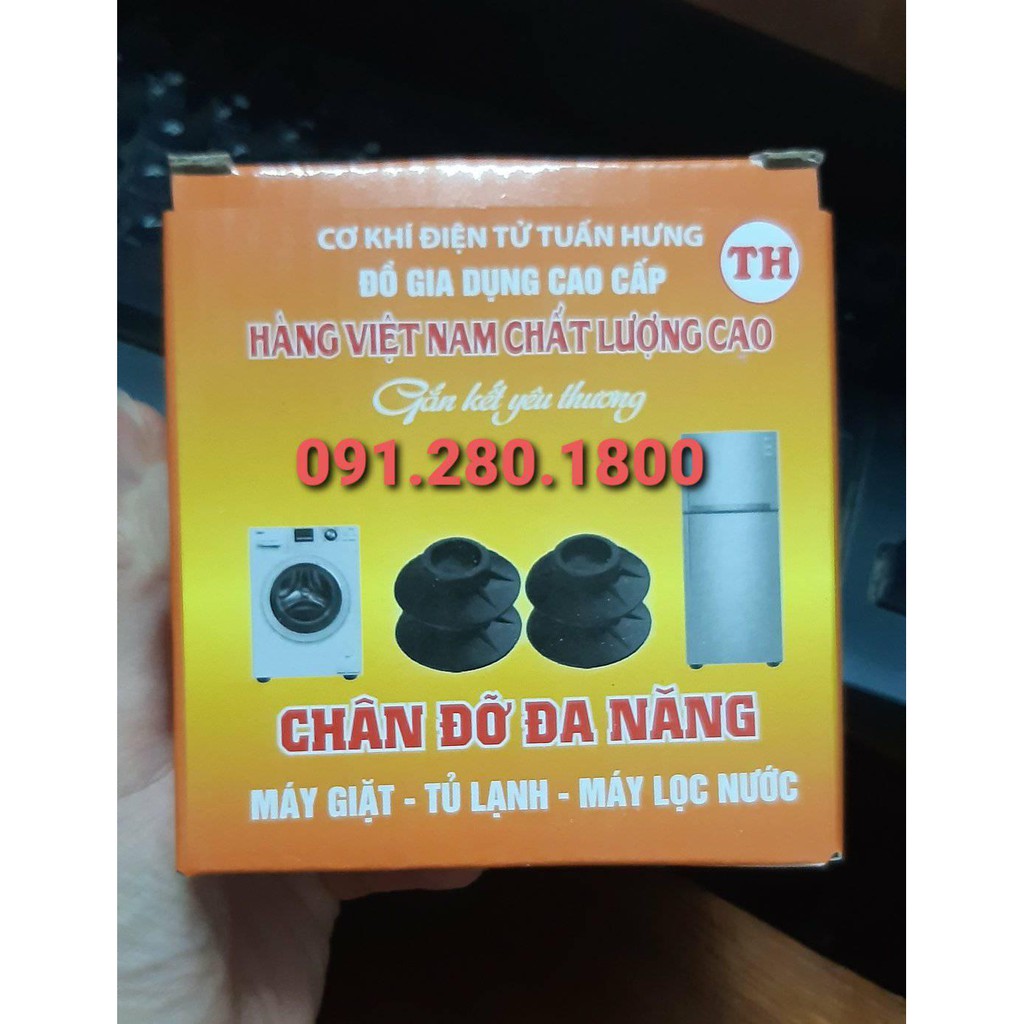 CƠ KHÍ ĐIỆN TỬ TUẤN HƯNG
TH
ĐỒ GIA DỤNG CAO CẤP
HÀNG VIỆT NAM CHẤT LƯỢNG CAO
Gắn kết yêu thương
091.280.1800
CHÂN ĐỠ ĐA NĂNG
MÁY GIẶT - TỦ LẠNH - MÁY LỌC NƯỚC